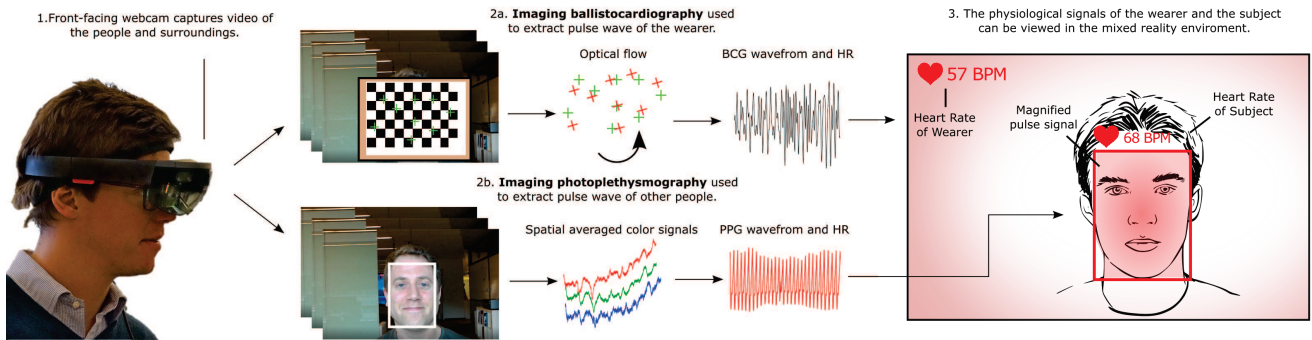 1.Front-facing webcam captures video of
the people and surroundings.
2a. Imaging ballistocardiography used
to extract pulse wave of the wearer.
Optical flow
BCG wavefrom and HR
2b. Imaging photoplethysmography used
to extract pulse wave of other people.
Spatial averaged color signals
PPG wavefrom and HR
3. The physiological signals of the wearer and the subject
can be viewed in the mixed reality enviroment.
57 BPM
Heart Rate
of Wearer
Magnified
pulse signal
Heart Rate
of Subject
68 BPM